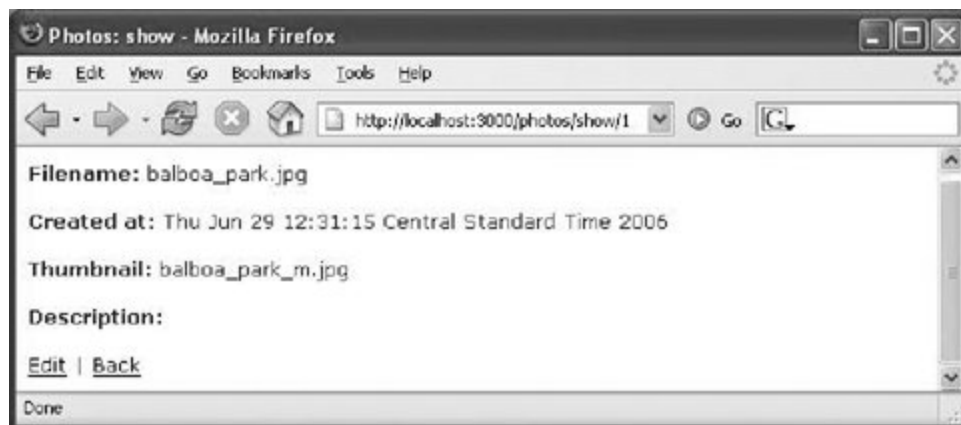 Photos: show - Mozilla Firefox
File Edit View Go Bookmarks Tools Help
http://localhost:3000/photos/show/1 Go G
Filename: balboa_park.jpg
Created at: Thu Jun 29 12:31:15 Central Standard Time 2006
Thumbnail: balboa_park_m.jpg
Description:
Edit | Back
Done